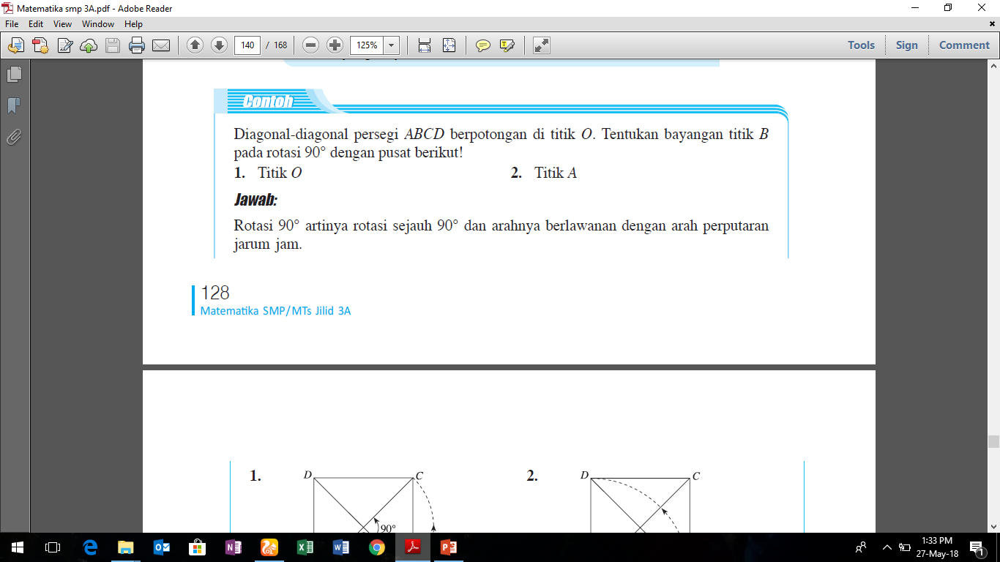 Matematika smp 3A.pdf - Adobe Reader
File Edit View Window Help
140 / 168 125% Tools Sign Comment
Contoh
Diagonal-diagonal persegi ABCD berpotongan di titik O. Tentukan bayangan titik B
pada rotasi 90° dengan pusat berikut!
1. Titik O 2. Titik A
Jawab:
Rotasi 90° artinya rotasi sejauh 90° dan arahnya berlawanan dengan arah perputaran
jarum jam.
128
Matematika SMP/MTs Jilid 3A
1. D C 2. D C
90°
1:33 PM
27-May-18 1